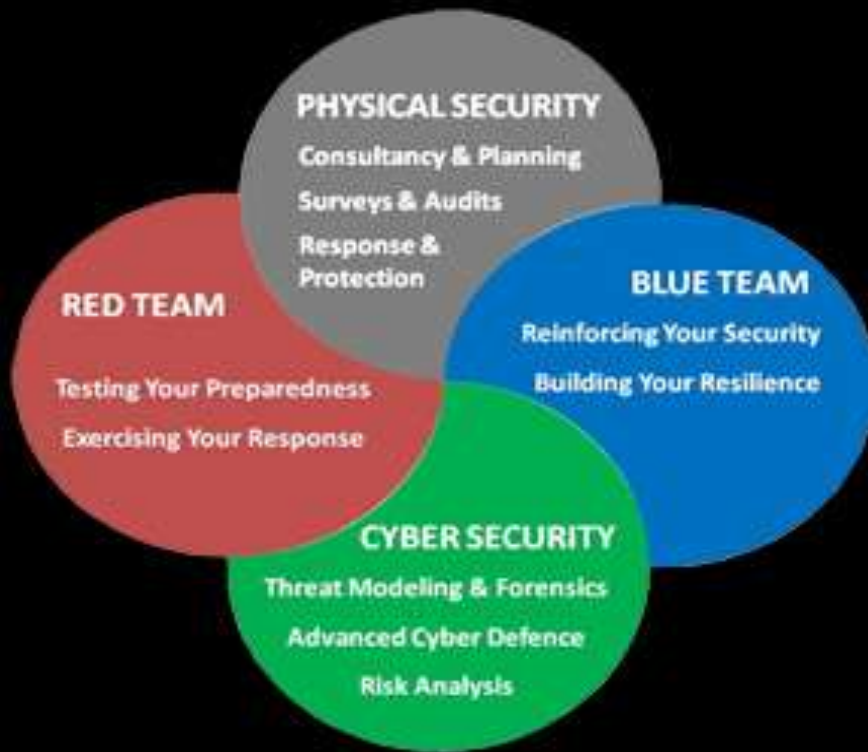 PHYSICAL SECURITY
Consultancy & Planning
Surveys & Audits
Response &
Protection
RED TEAM
Testing Your Preparedness
Exercising Your Response
BLUE TEAM
Reinforcing Your Security
Building Your Resilience
CYBER SECURITY
Threat Modeling & Forensics
Advanced Cyber Defence
Risk Analysis